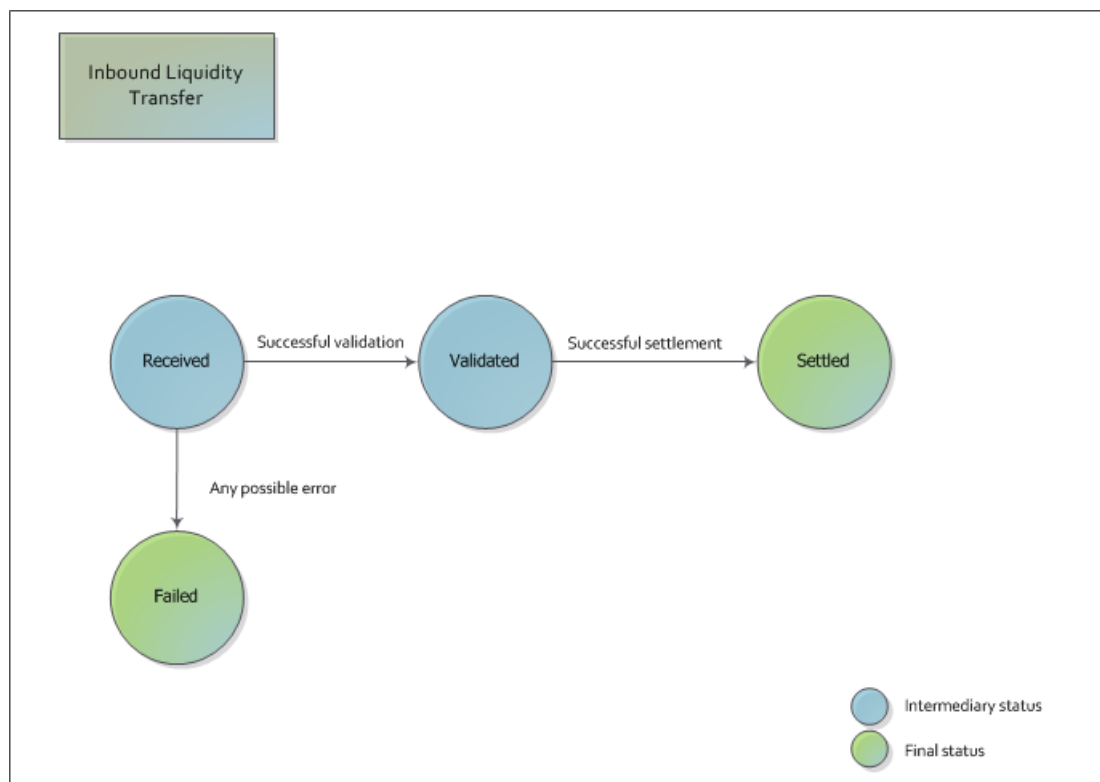 Inbound Liquidity
Transfer
Successful validation
Successful settlement
Received
Validated
Settled
Any possible error
Failed
Intermediary status
Final status